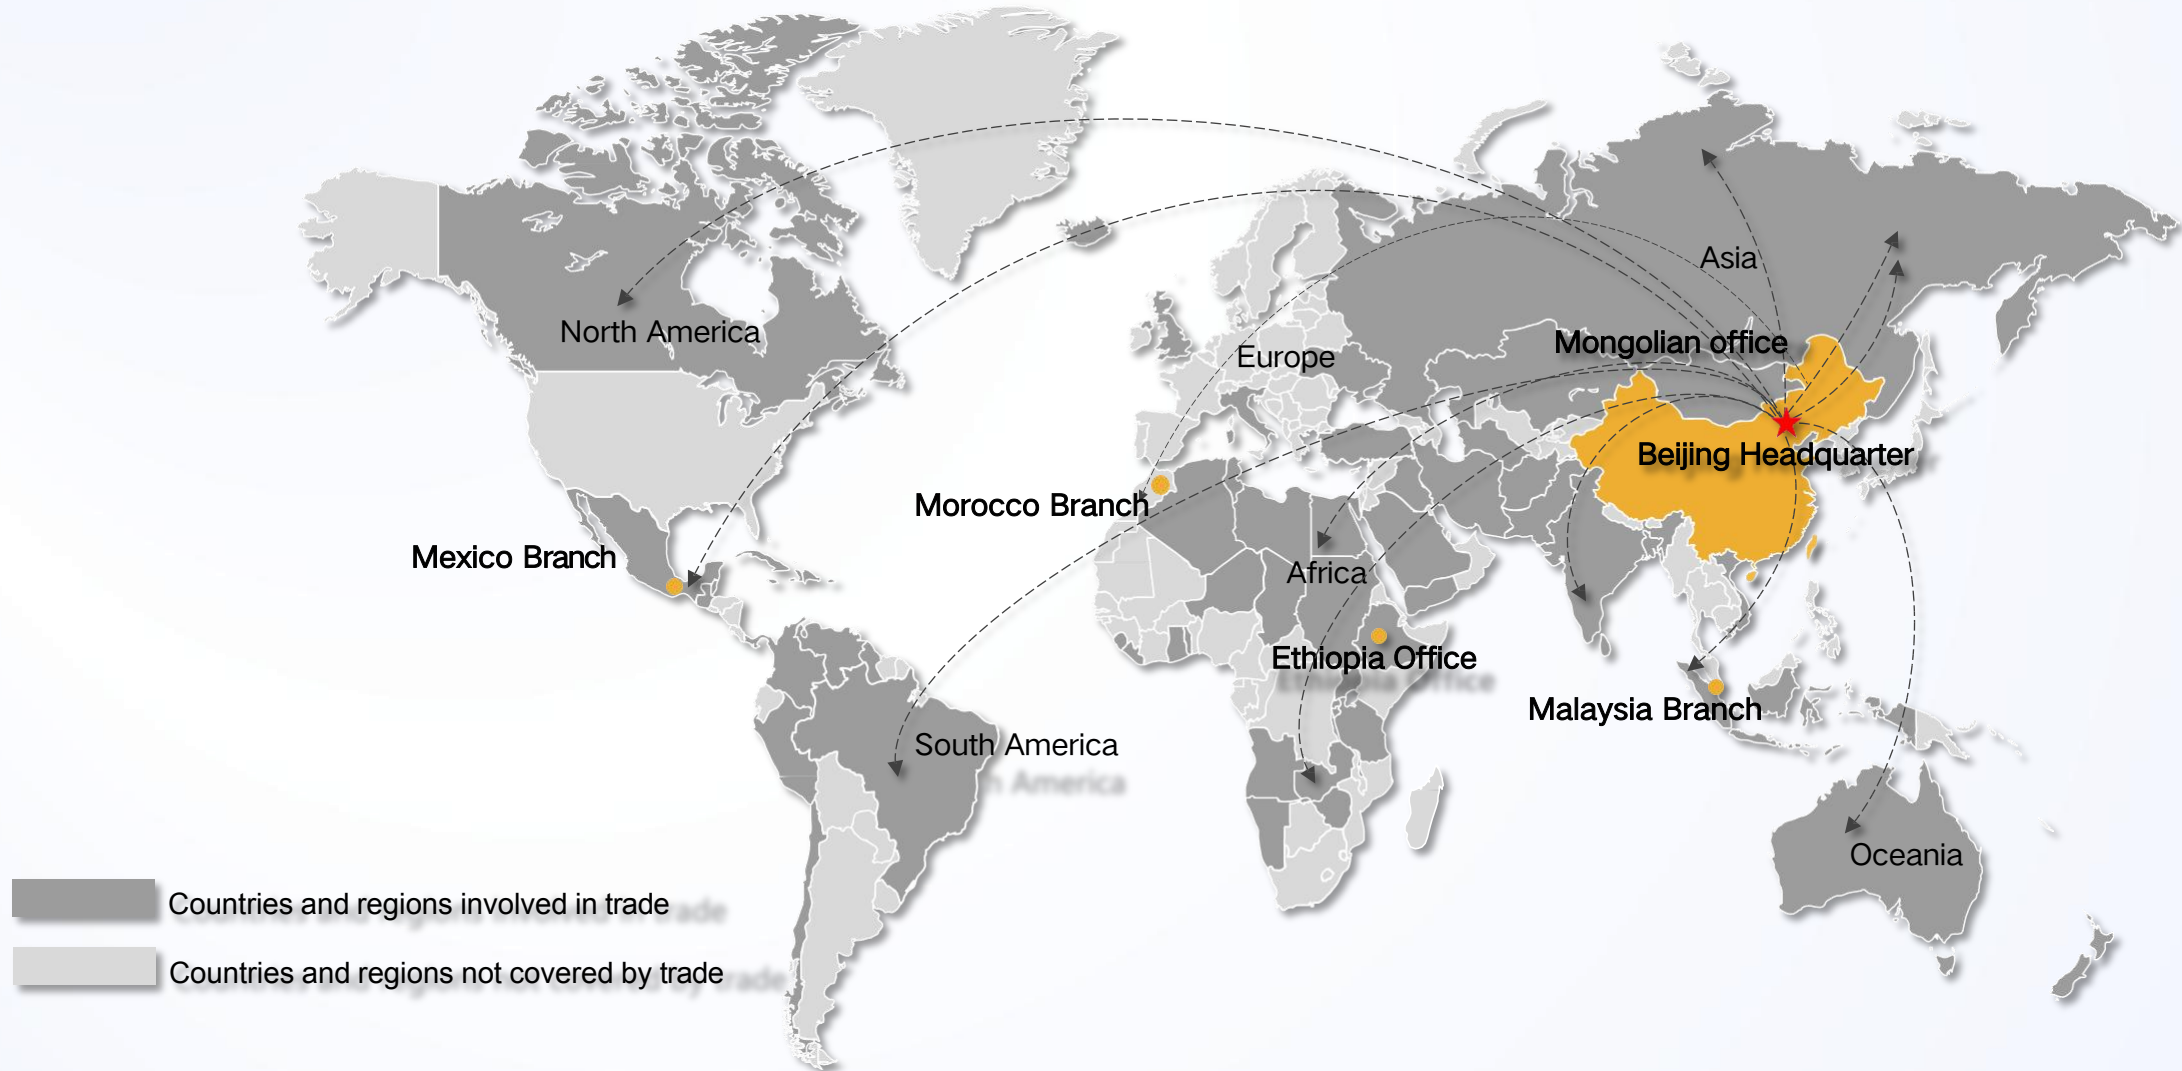 Asia
North America
Mongolian office
Europe
Beijing Headquarter
Morocco Branch
Mexico Branch
Africa
Ethiopia Office
Malaysia Branch
South America
Oceania
Countries and regions involved in trade
Countries and regions not covered by trade